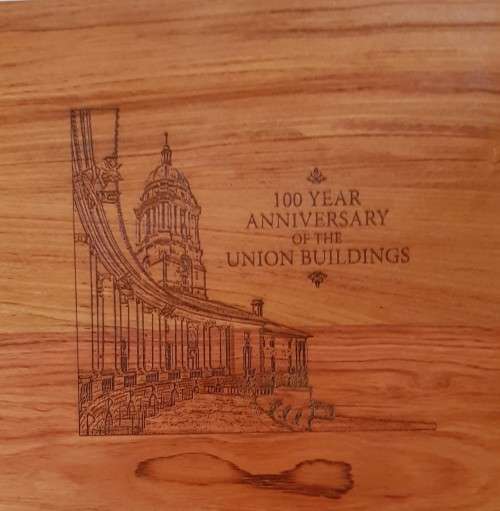 100 YEAR
ANNIVERSARY
OF THE
UNION BUILDINGS